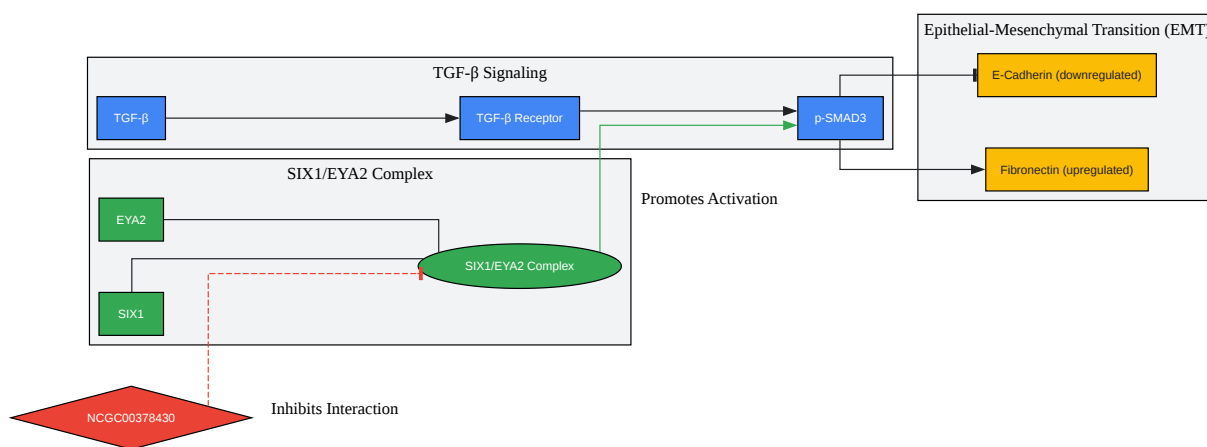 Epithelial-Mesenchymal Transition (EMT)
TGF-β Signaling
E-Cadherin (downregulated)
TGF-β
TGF-β Receptor
p-SMAD3
Fibronectin (upregulated)
SIX1/EYA2 Complex
Promotes Activation
EYA2
SIX1/EYA2 Complex
SIX1
NCGC00378430
Inhibits Interaction